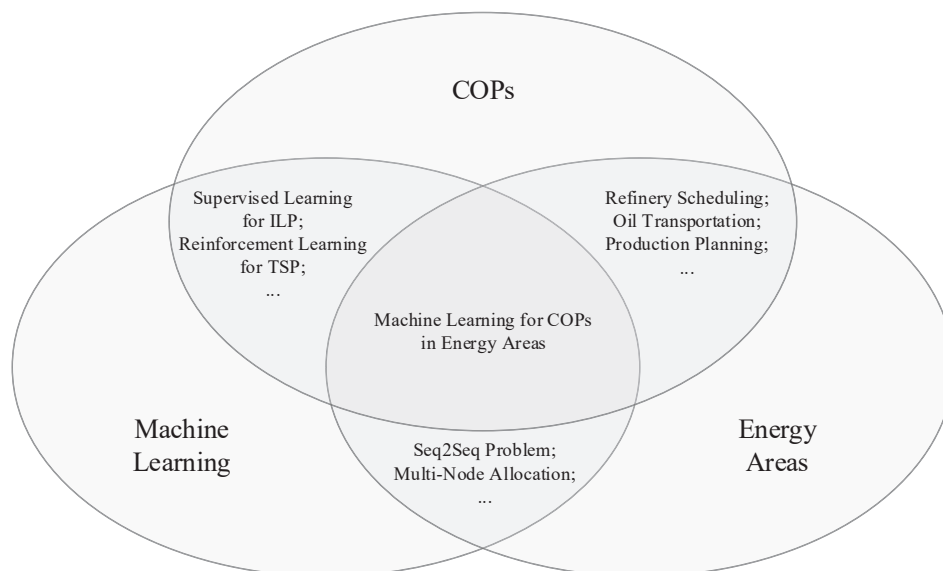 COPs
Supervised Learning
for ILP;
Reinforcement Learning
for TSP;
...
Refinery Scheduling;
Oil Transportation;
Production Planning;
...
Machine Learning for COPs
in Energy Areas
Machine
Learning
Energy
Areas
Seq2Seq Problem;
Multi-Node Allocation;
...